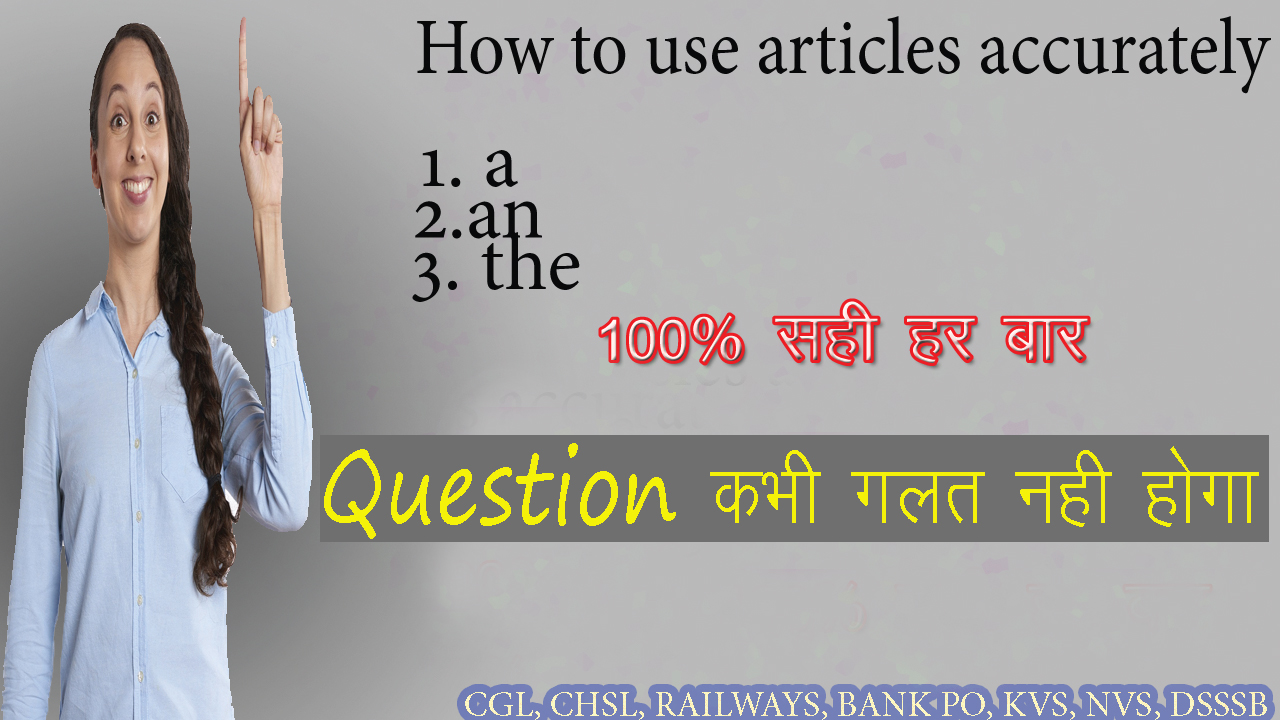 How to use articles accurately
1. a
2.an
3. the
100% सही हर बार
Question कभी गलत नही होगा
CGL, CHSL, RAILWAYS, BANK PO, KVS, NVS, DSSSB